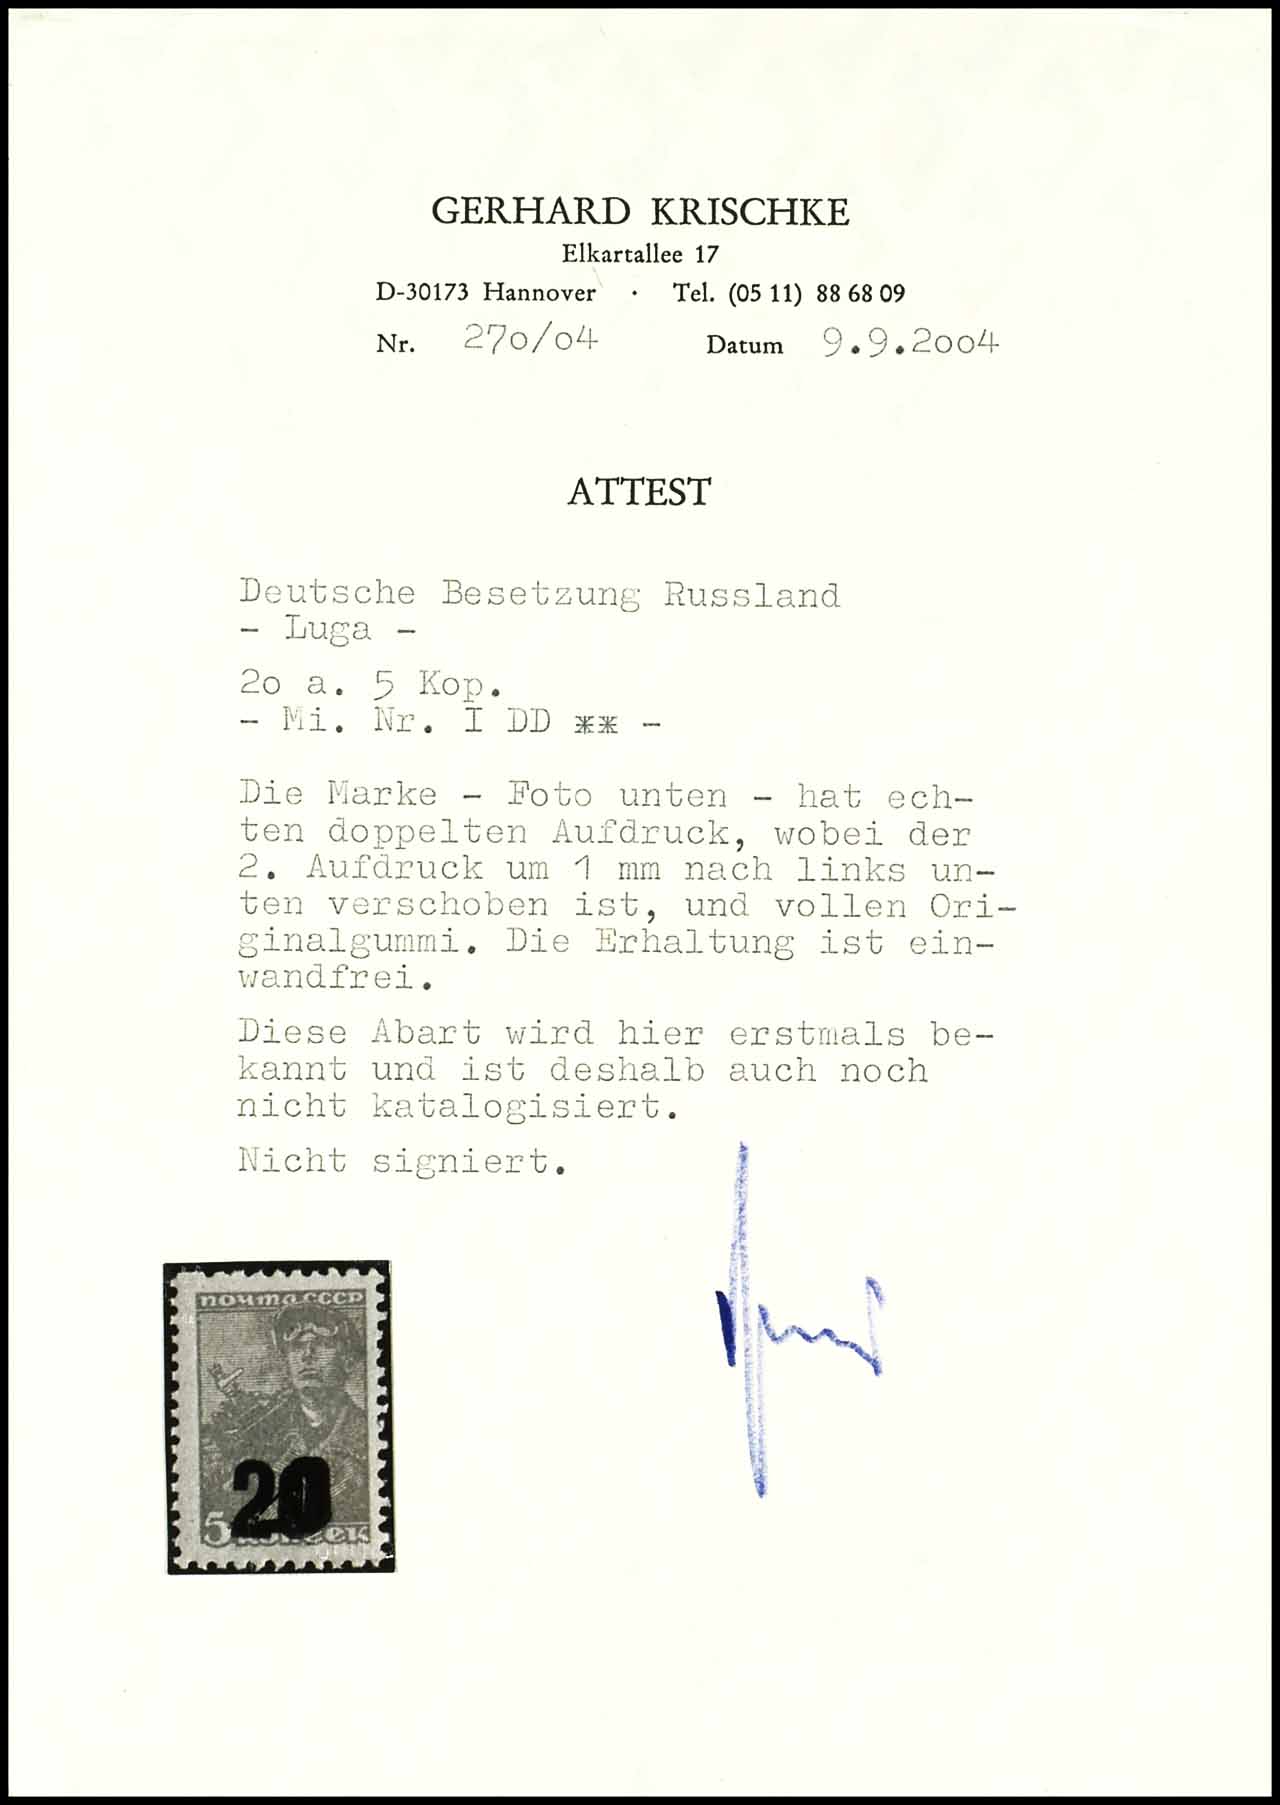 GERHARD KRISCHKE
Elkartallee 17
D-30173 Hannover · Tel. (05 11) 88 68 09
Nr. 270/04 Datum 9.9.2004
ATTEST
Deutsche Besetzung Russland
- Luga -
20 a. 5 Kop.
- Mi. Nr. I DD ** -
Die Marke - Foto unten - hat ech-
ten doppelten Aufdruck, wobei der
2. Aufdruck um 1 mm nach links un-
ten verschoben ist, und vollen Ori-
ginalgummi. Die Erhaltung ist ein-
wandfrei.
Diese Abart wird hier erstmals be-
kannt und ist deshalb auch noch
nicht katalogisiert.
Nicht signiert.
ПОЧТА СССР
20
5